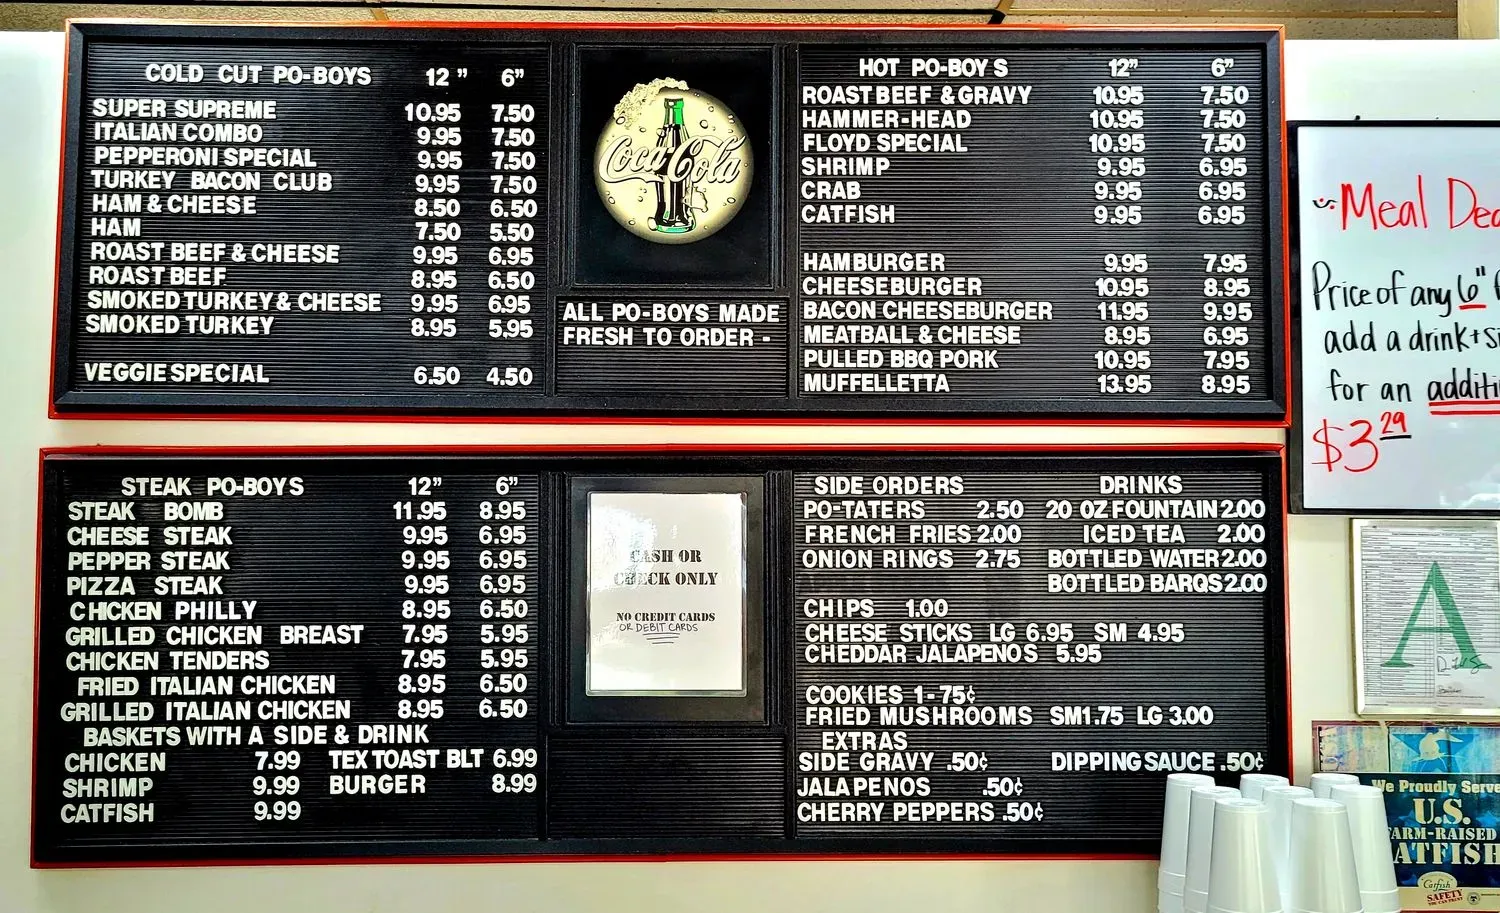 COLD CUT PO-BOYS 12" 6"
SUPER SUPREME 10.95 7.50
ITALIAN COMBO 9.95 7.50
PEPPERONI SPECIAL 9.95 7.50
TURKEY BACON CLUB 9.95 7.50
HAM & CHEESE 8.50 6.50
HAM 7.50 5.50
ROAST BEEF & CHEESE 9.95 6.95
ROAST BEEF 8.95 6.50
SMOKED TURKEY & CHEESE 9.95 6.95
SMOKED TURKEY 8.95 5.95
VEGGIE SPECIAL 6.50 4.50
Coca-Cola
ALL PO-BOYS MADE
FRESH TO ORDER -
HOT PO-BOYS 12" 6"
ROAST BEEF & GRAVY 10.95 7.50
HAMMER-HEAD 10.95 7.50
FLOYD SPECIAL 10.95 7.50
SHRIMP 9.95 6.95
CRAB 9.95 6.95
CATFISH 9.95 6.95
HAMBURGER 9.95 7.95
CHEESEBURGER 10.95 8.95
BACON CHEESEBURGER 11.95 9.95
MEATBALL & CHEESE 8.95 6.95
PULLED BBQ PORK 10.95 7.95
MUFFELLETTA 13.95 8.95
Meal Dea
Price of any 6"
add a drink + si
for an additi
$3.29
STEAK PO-BOYS 12" 6"
STEAK BOMB 11.95 8.95
CHEESE STEAK 9.95 6.95
PEPPER STEAK 9.95 6.95
PIZZA STEAK 9.95 6.95
CHICKEN PHILLY 8.95 6.50
GRILLED CHICKEN BREAST 7.95 5.95
CHICKEN TENDERS 7.95 5.95
FRIED ITALIAN CHICKEN 8.95 6.50
GRILLED ITALIAN CHICKEN 8.95 6.50
BASKETS WITH A SIDE & DRINK
CHICKEN 7.99 TEX TOAST BLT 6.99
SHRIMP 9.99 BURGER 8.99
CATFISH 9.99
CASH OR
CHECK ONLY
NO CREDIT CARDS
OR DEBIT CARDS
SIDE ORDERS DRINKS
PO-TATERS 2.50 20 OZ FOUNTAIN 2.00
FRENCH FRIES 2.00 ICED TEA 2.00
ONION RINGS 2.75 BOTTLED WATER 2.00
BOTTLED BARQS 2.00
CHIPS 1.00
CHEESE STICKS LG 6.95 SM 4.95
CHEDDAR JALAPENOS 5.95
COOKIES 1-75¢
FRIED MUSHROOMS SM 1.75 LG 3.00
EXTRAS
SIDE GRAVY .50¢ DIPPING SAUCE .50¢
JALAPENOS .50¢
CHERRY PEPPERS .50¢
A
We Proudly Serve
U.S.
FARM-RAISED
CATFISH
Catfish
SAFETY